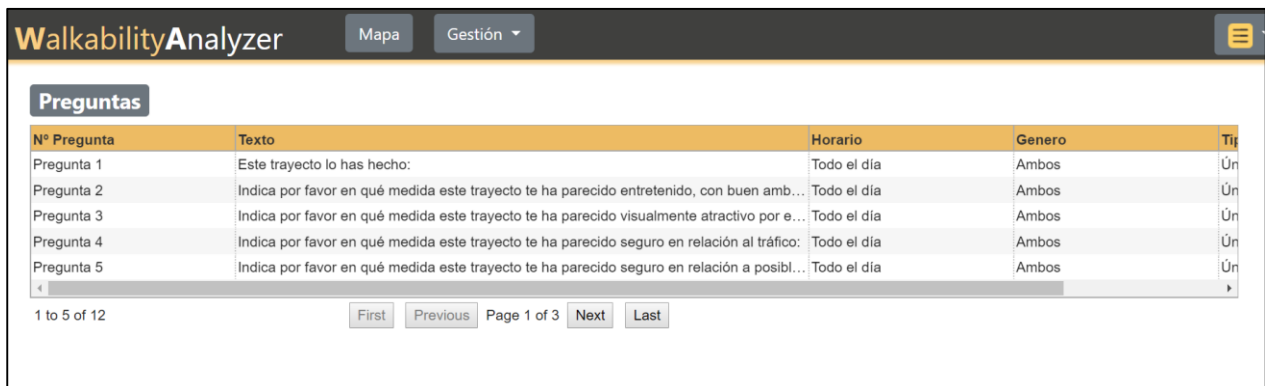 WalkabilityAnalyzer Mapa Gestión
Preguntas
Nº Pregunta Texto Horario Genero Tip
Pregunta 1 Este trayecto lo has hecho: Todo el día Ambos Ún
Pregunta 2 Indica por favor en qué medida este trayecto te ha parecido entretenido, con buen amb... Todo el día Ambos Ún
Pregunta 3 Indica por favor en qué medida este trayecto te ha parecido visualmente atractivo por e... Todo el día Ambos Ún
Pregunta 4 Indica por favor en qué medida este trayecto te ha parecido seguro en relación al tráfico: Todo el día Ambos Ún
Pregunta 5 Indica por favor en qué medida este trayecto te ha parecido seguro en relación a posibl... Todo el día Ambos Ún
1 to 5 of 12 First Previous Page 1 of 3 Next Last